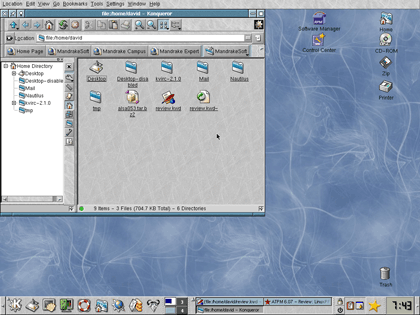 Location Edit View Go Bookmarks Tools Settings Window Help
file:/home/david - Konqueror
Location file:/home/david
Home Page MandrakeSoft Mandrake Campus Mandrake Expert MandrakeSoft
Home Directory
Desktop
Desktop- disable
Mail
Nautilus
kvirc-2.1.0
tmp
Desktop Desktop- disa kvirc-2.1.0 Mail Nautilus
bled
tmp alsa053.tar.b review.kwd review.kwd~
z2
9 Items - 3 Files (704.7 KB Total) - 6 Directories
Software Manager
Control Center
Home
CD-ROM
Zip
Printer
Trash
file:/home/david/review.kwd ATPM 6.07 - Review: Linux
file:/home/david - Konqueror
7:43